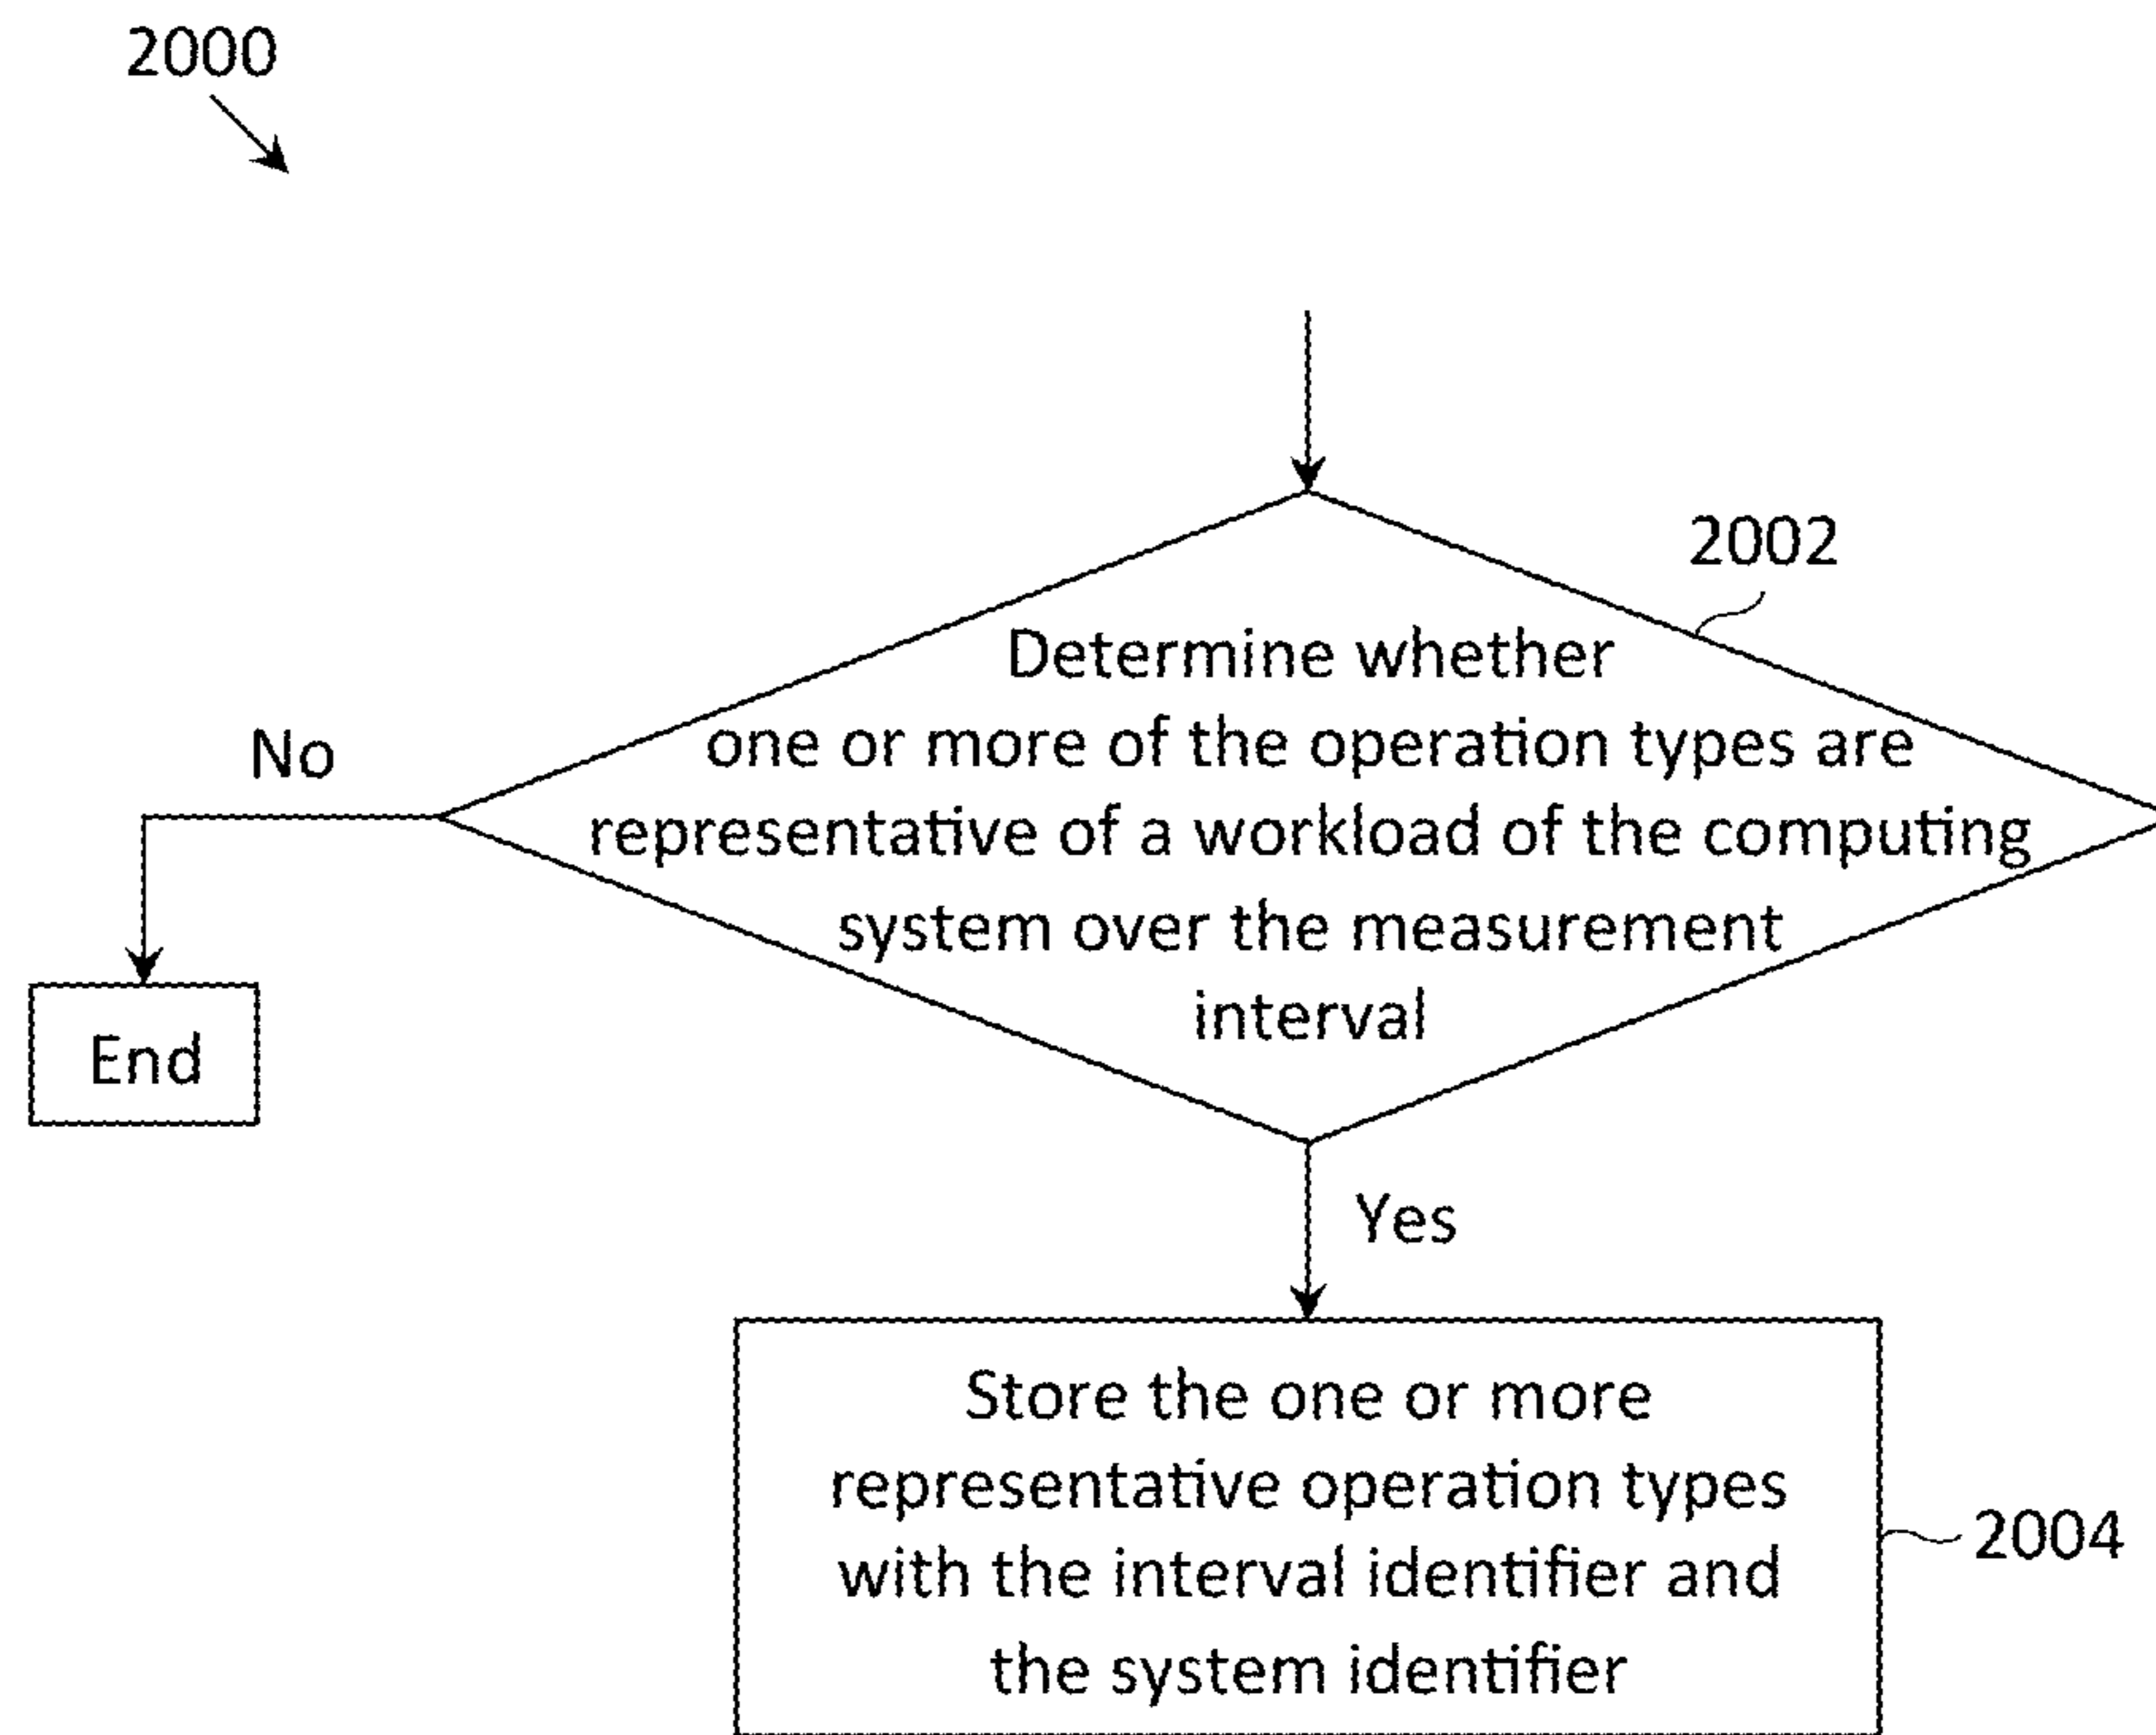 2000
2002
Determine whether
one or more of the operation types are
representative of a workload of the computing
system over the measurement
interval
No
End
Yes
Store the one or more
representative operation types
with the interval identifier and
the system identifier
2004